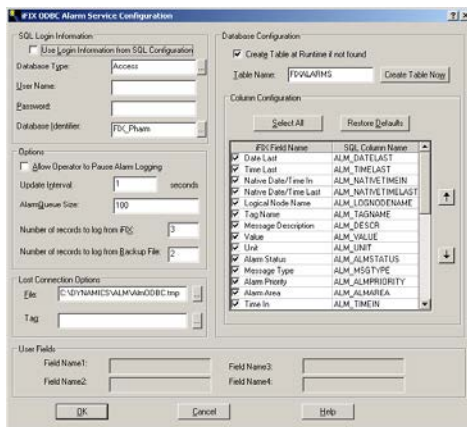 iFIX ODBC Alarm Service Configuration
SQL Login Information
Use Login Information from SQL Configuration
Database Type: Access
User Name:
Password:
Database Identifier: FIX_Pharm
Options
Allow Operator to Pause Alarm Logging
Update Interval: 1 seconds
AlarmQueue Size: 100
Number of records to log from iFIX: 3
Number of records to log from Backup File: 2
Lost Connection Options
File: C:\DYNAMICS\ALM\AlmODBC.tmp
Tag:
Database Configuration
Create Table at Runtime if not found
Table Name: FIXALARMS Create Table Now
Column Configuration
Select All Restore Defaults
iFIX Field Name SQL Column Name
Date Last ALM_DATELAST
Time Last ALM_TIMELAST
Native Date/Time In ALM_NATIVETIMEIN
Native Date/Time Last ALM_NATIVETIMELAST
Logical Node Name ALM_LOGNODENAME
Tag Name ALM_TAGNAME
Message Description ALM_DESCR
Value ALM_VALUE
Unit ALM_UNIT
Alarm Status ALM_ALMSTATUS
Message Type ALM_MSGTYPE
Alarm Priority ALM_ALMPRIORITY
Alarm Area ALM_ALMAREA
Time In ALM_TIMEIN
User Fields
Field Name1: Field Name3:
Field Name2: Field Name4:
OK Cancel Help